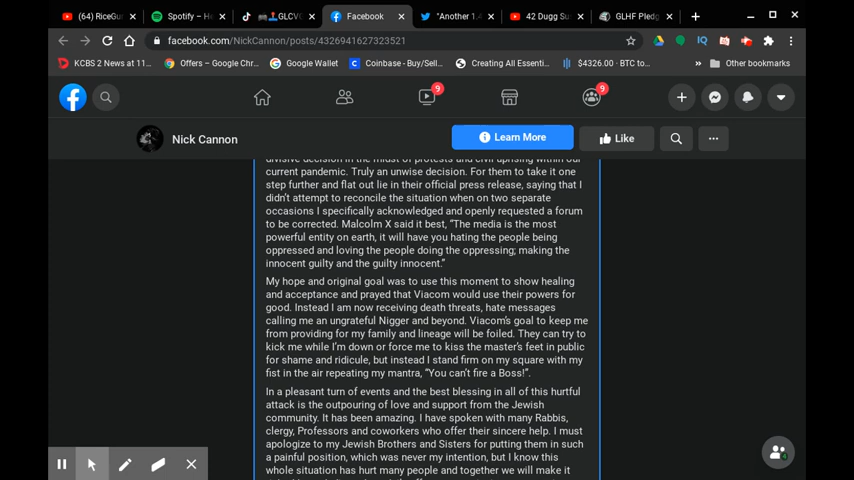 (64) RiceGu
Spotify – He
GLCVC
Facebook
"Another 1.4
42 Dugg Su
GLHF Pledg
facebook.com/NickCannon/posts/4326941627323521
KCBS 2 News at 11...
Offers – Google Chr...
Google Wallet
Coinbase - Buy/Sell...
Creating All Essenti...
$4326.00 · BTC to...
Other bookmarks
9
9
Nick Cannon
Learn More
Like
divisive decision in the midst of protests and civil uprising within our
current pandemic. Truly an unwise decision. For them to take it one
step further and flat out lie in their official press release, saying that I
didn't attempt to reconcile the situation when on two separate
occasions I specifically acknowledged and openly requested a forum
to be corrected. Malcolm X said it best, "The media is the most
powerful entity on earth, it will have you hating the people being
oppressed and loving the people doing the oppressing; making the
innocent guilty and the guilty innocent."
My hope and original goal was to use this moment to show healing
and acceptance and prayed that Viacom would use their powers for
good. Instead I am now receiving death threats, hate messages
calling me an ungrateful Nigger and beyond. Viacom's goal to keep me
from providing for my family and lineage will be foiled. They can try to
kick me while I'm down or force me to kiss the master's feet in public
for shame and ridicule, but instead I stand firm on my square with my
fist in the air repeating my mantra, "You can't fire a Boss!".
In a pleasant turn of events and the best blessing in all of this hurtful
attack is the outpouring of love and support from the Jewish
community. It has been amazing. I have spoken with many Rabbis,
clergy, Professors and coworkers who offer their sincere help. I must
apologize to my Jewish Brothers and Sisters for putting them in such
a painful position, which was never my intention, but I know this
whole situation has hurt many people and together we will make it